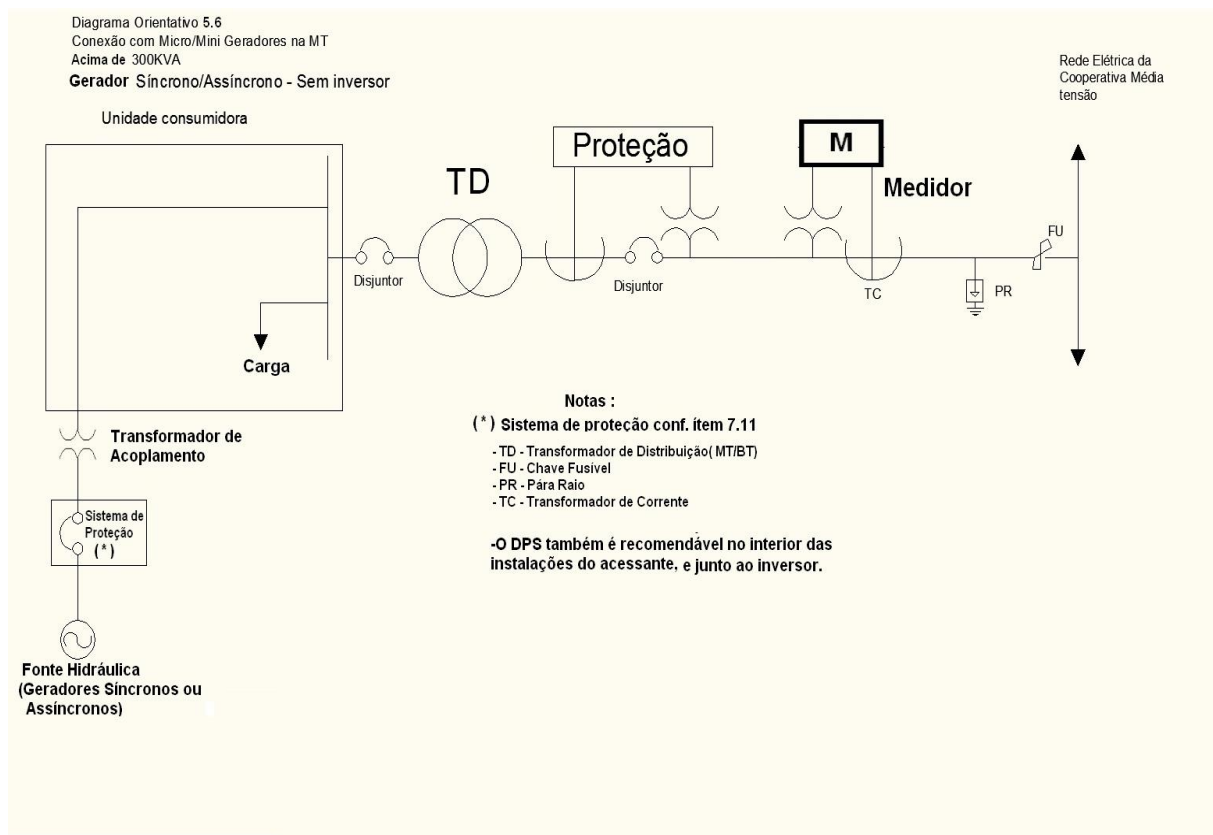 Diagrama Orientativo 5.6
Conexão com Micro/Mini Geradores na MT
Acima de 300KVA
Gerador Síncrono/Assíncrono - Sem inversor
Rede Elétrica da
Cooperativa Média
tensão
Unidade consumidora
Proteção
M
TD
Medidor
FU
Disjuntor
Disjuntor
TC
PR
Carga
Notas :
(*) Sistema de proteção conf. ítem 7.11
- TD - Transformador de Distribuição( MT/BT)
- FU - Chave Fusível
- PR - Pára Raio
- TC - Transformador de Corrente
-O DPS também é recomendável no interior das
instalações do acessante, e junto ao inversor.
Transformador de
Acoplamento
Sistema de
Proteção
(*)
Fonte Hidráulica
(Geradores Síncronos ou
Assíncronos)